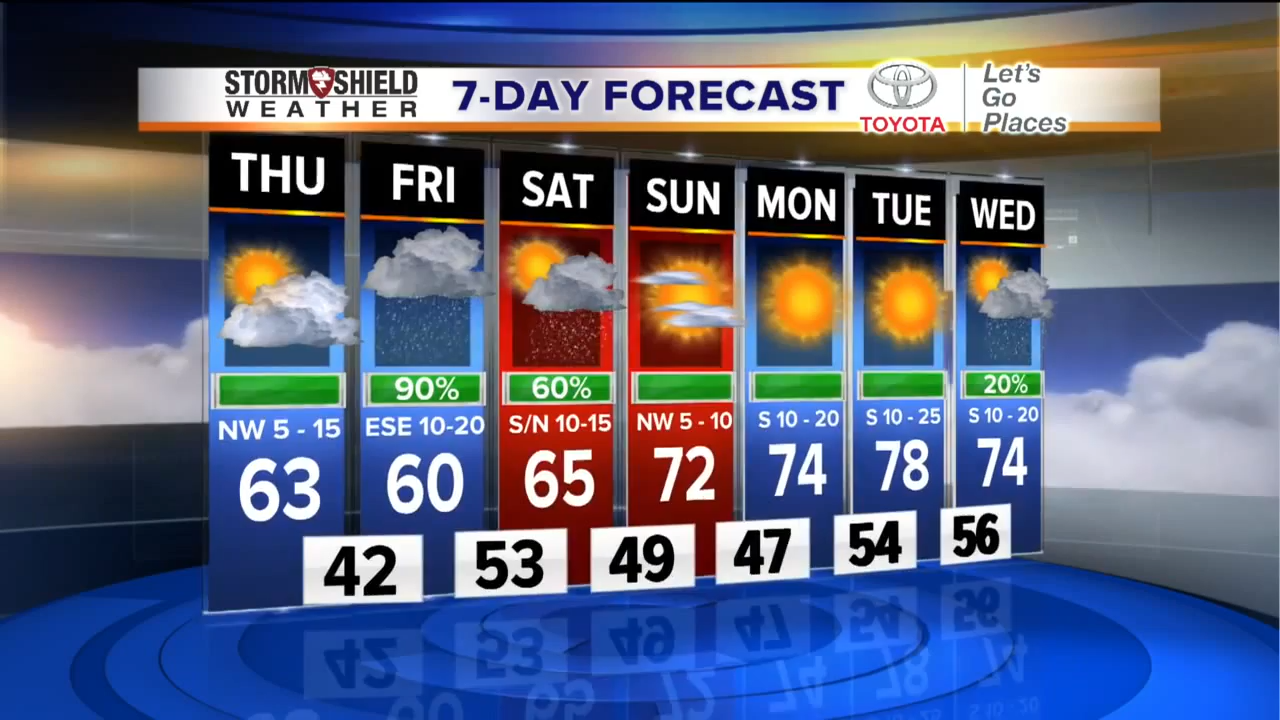 STORM SHIELD
WEATHER
7-DAY FORECAST
TOYOTA
Let's
Go
Places
THU FRI SAT SUN MON TUE WED
90% 60% 20%
NW 5 - 15 ESE 10-20 S/N 10-15 NW 5 - 10 S 10 - 20 S 10 - 25 S 10 - 20
63 60 65 72 74 78 74
42 53 49 47 54 56